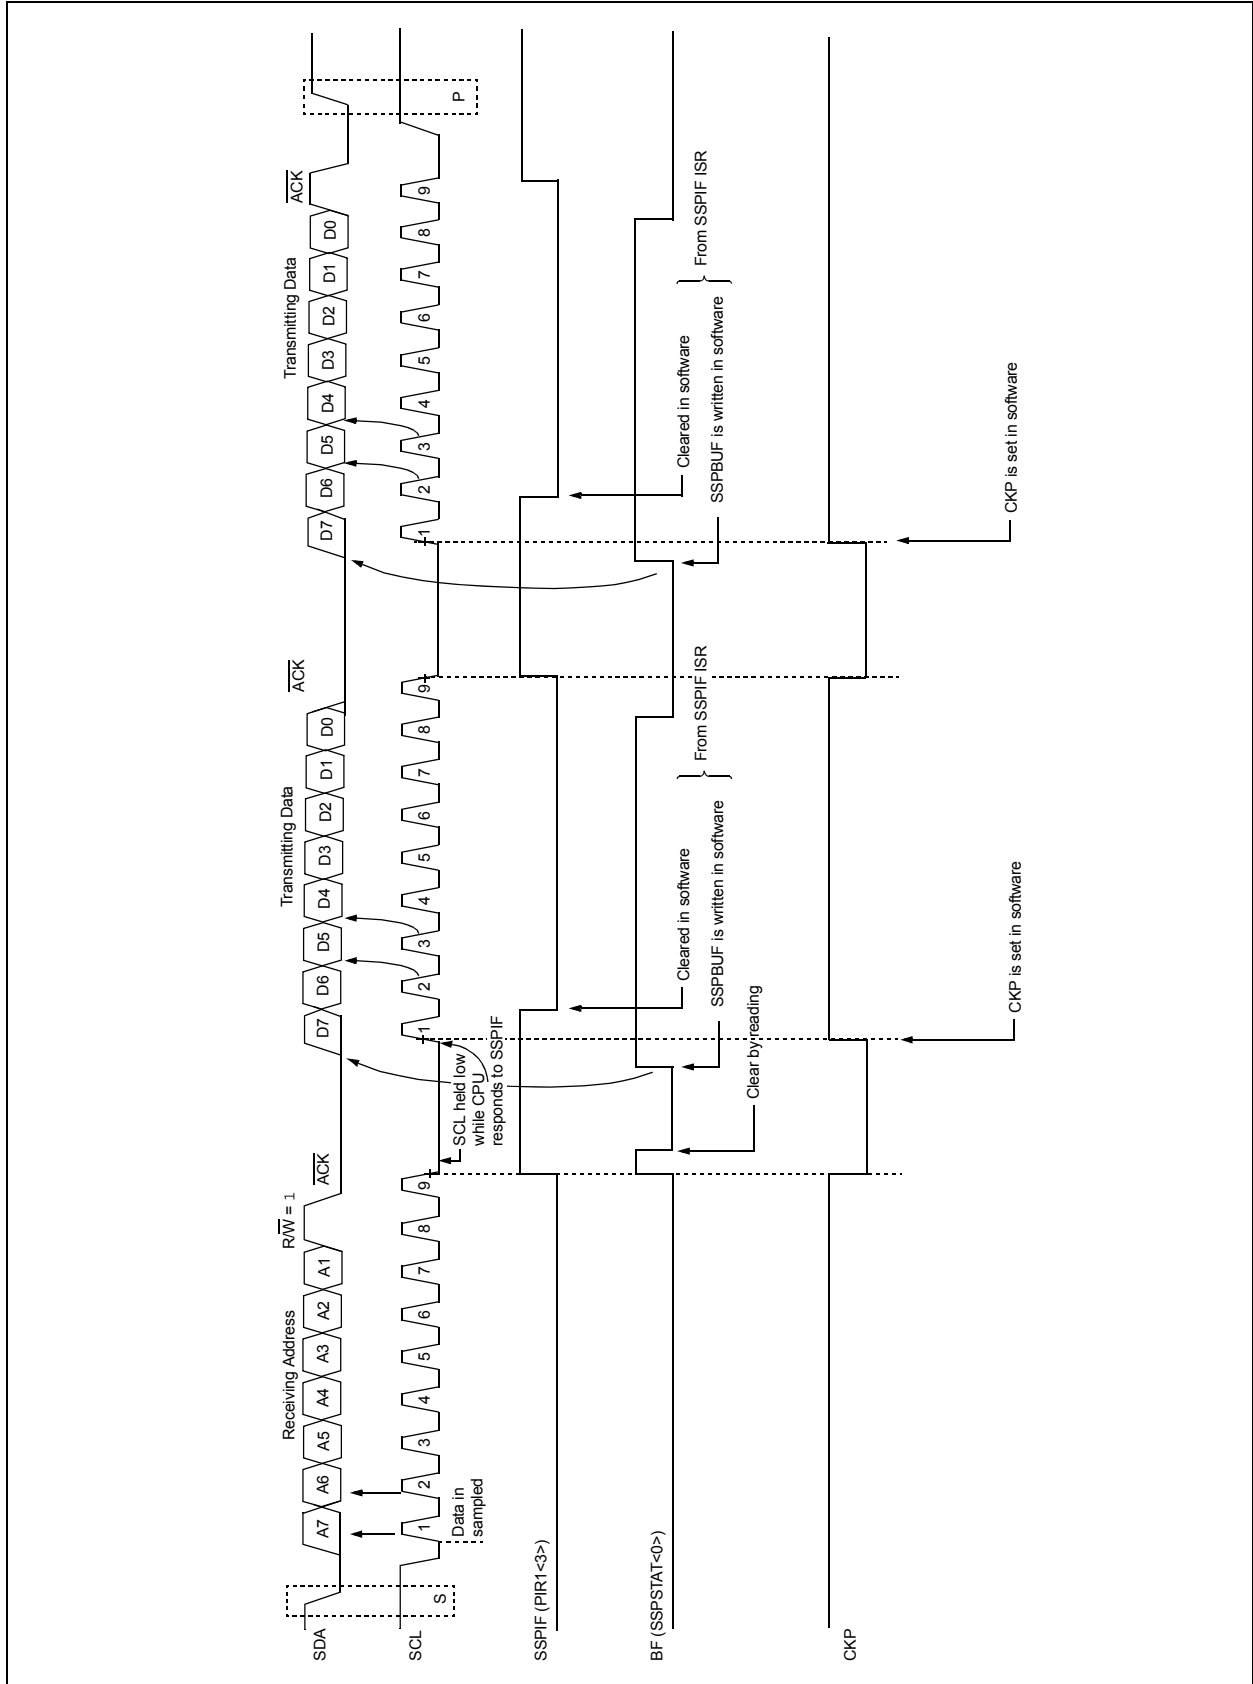 Receiving Address
R/W̅ = 1
A̅C̅K̅
Transmitting Data
A̅C̅K̅
Transmitting Data
A̅C̅K̅
SDA
A7 A6 A5 A4 A3 A2 A1
D7 D6 D5 D4 D3 D2 D1 D0
D7 D6 D5 D4 D3 D2 D1 D0
SCL
1 2 3 4 5 6 7 8 9
1 2 3 4 5 6 7 8 9
1 2 3 4 5 6 7 8 9
S
P
Data in
sampled
SCL held low
while CPU
responds to SSPIF
SSPIF (PIR1<3>)
BF (SSPSTAT<0>)
Cleared in software
Cleared in software
SSPBUF is written in software
From SSPIF ISR
SSPBUF is written in software
From SSPIF ISR
Clear by reading
CKP
CKP is set in software
CKP is set in software